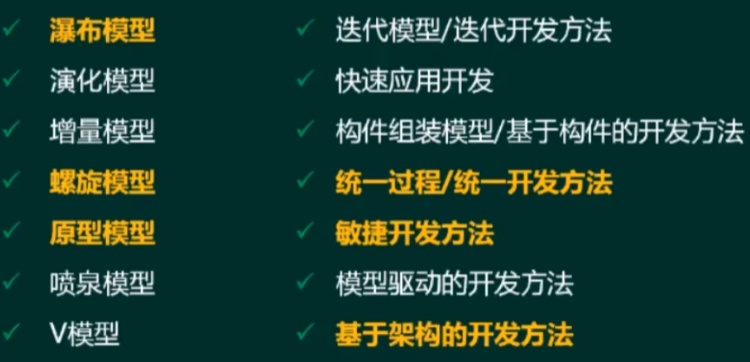 瀑布模型
演化模型
增量模型
螺旋模型
原型模型
喷泉模型
V模型
迭代模型/迭代开发方法
快速应用开发
构件组装模型/基于构件的开发方法
统一过程/统一开发方法
敏捷开发方法
模型驱动的开发方法
基于架构的开发方法